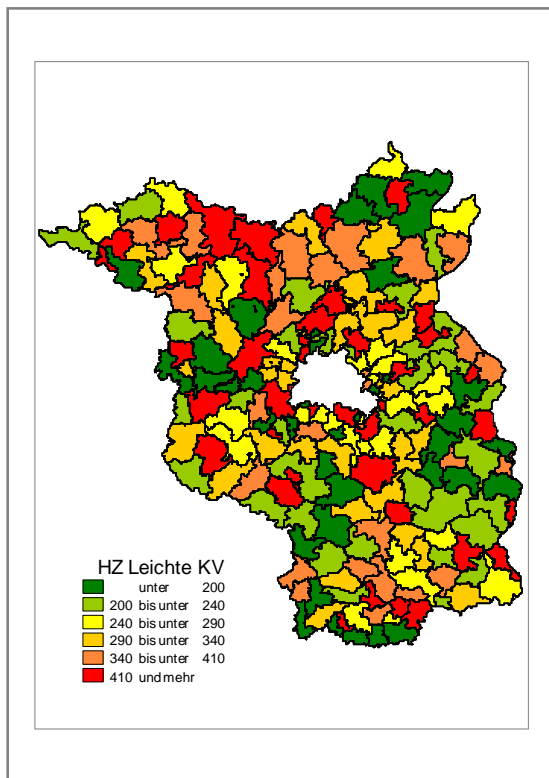 HZ Leichte KV
unter 200
200 bis unter 240
240 bis unter 290
290 bis unter 340
340 bis unter 410
410 und mehr